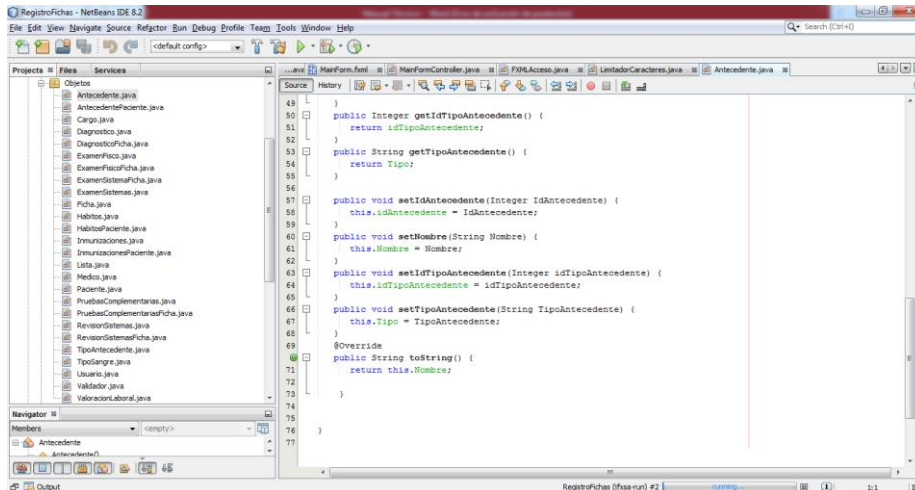 RegistroFichas - NetBeans IDE 8.2
File Edit View Navigate Source Refactor Run Debug Profile Team Tools Window Help
Search (Ctrl+I)
<default config>
Projects Files Services
Objetos
Antecedente.java
AntecedentePaciente.java
Cargo.java
Diagnostico.java
DiagnosticoFicha.java
ExamenFisco.java
ExamenFisicoFicha.java
ExamenSistemaFicha.java
ExamenSistemas.java
Ficha.java
Habitos.java
HabitosPaciente.java
Inmunizaciones.java
InmunizacionesPaciente.java
Lista.java
Medico.java
Paciente.java
PruebasComplementarias.java
PruebasComplementariasFicha.java
RevisionSistemas.java
RevisionSistemasFicha.java
TipoAntecedente.java
TipoSangre.java
Usuario.java
Validador.java
ValoracionLaboral.java
Navigator
Members <empty>
Antecedente
Antecedente()
...ava MainForm.fxml MainFormController.java FXMLAcceso.java LimitadorCaracteres.java Antecedente.java
Source History
49 }
50 public Integer getIdTipoAntecedente() {
51 return idTipoAntecedente;
52 }
53 public String getTipoAntecedente() {
54 return Tipo;
55 }
56
57 public void setIdAntecedente(Integer IdAntecedente) {
58 this.idAntecedente = IdAntecedente;
59 }
60 public void setNombre(String Nombre) {
61 this.Nombre = Nombre;
62 }
63 public void setIdTipoAntecedente(Integer idTipoAntecedente) {
64 this.idTipoAntecedente = idTipoAntecedente;
65 }
66 public void setTipoAntecedente(String TipoAntecedente) {
67 this.Tipo = TipoAntecedente;
68 }
69 @Override
public String toString() {
71 return this.Nombre;
72
73 }
74
75
76 }
77
Output
RegistroFichas (jfxsa-run) #2 running... 1:1